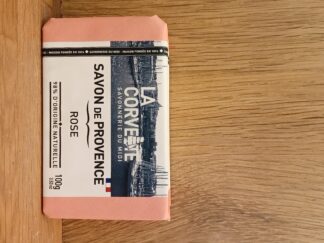 LA
CORVETTE
SAVONNERIE DU MIDI
SAVON DE PROVENCE
ROSE
98% D'ORIGINE NATURELLE
100g